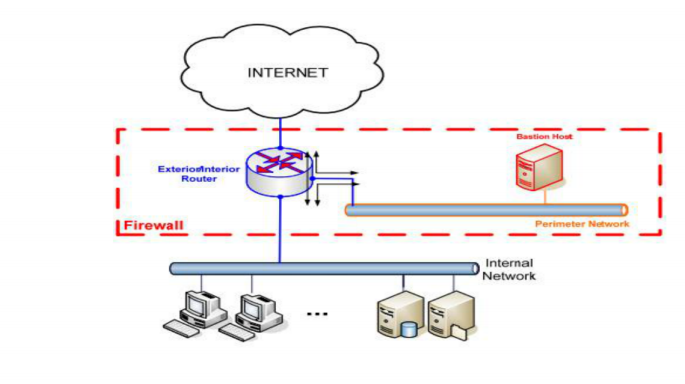 INTERNET
Bastion Host
Exterior/Interior
Router
Firewall
Perimeter Network
Internal
Network
...